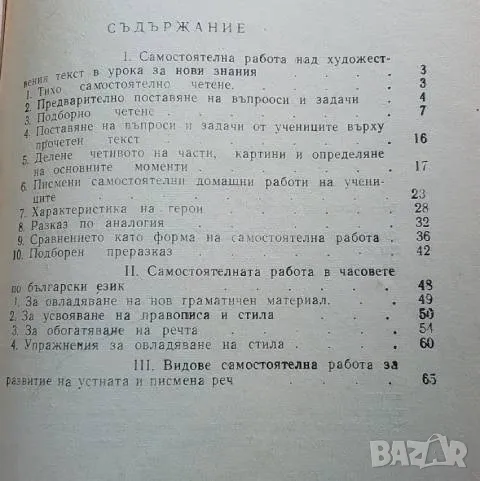 СЪДЪРЖАНИЕ
I. Самостоятелна работа над художест-
вения текст в урока за нови знания . . . . 3
1. Тихо самостоятелно четене. . . . 3
2. Предварително поставяне на въпроси и задачи 4
3. Подборно четене . . . . . 7
4. Поставяне на въпроси и задачи от учениците върху
прочетен текст . . . . . 16
5. Делене четивото на части, картини и определяне
на основните моменти . . . . 17
6. Писмени самостоятелни домашни работи на учени-
ците . . . . . . 23
7. Характеристика на герои . . . . 28
8. Разказ по аналогия . . . . . 32
9. Сравнението като форма на самостоятелна работа . 36
10. Подборен преразказ . . . . . 42
II. Самостоятелната работа в часовете
по български език . . . . . 48
1. За овладяване на нов граматичен материал. . . 49
2. За усвояване на правописа и стила . . . 50
3. За обогатяване на речта . . . . 54
4. Упражнения за овладяване на стила . . . 60
III. Видове самостоятелна работа за
развитие на устната и писмена реч . . . . 65
BAZAR